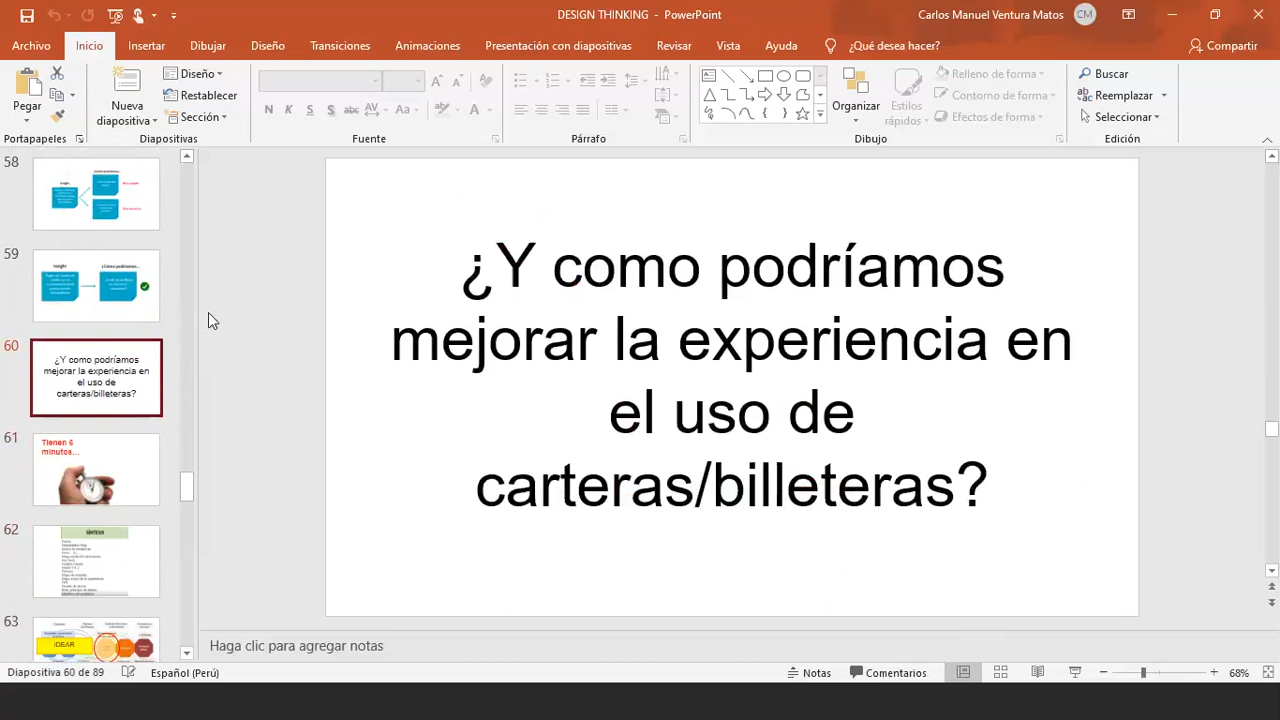 DESIGN THINKING - PowerPoint
Carlos Manuel Ventura Matos
CM
Archivo
Inicio
Insertar
Dibujar
Diseño
Transiciones
Animaciones
Presentación con diapositivas
Revisar
Vista
Ayuda
¿Qué desea hacer?
Compartir
Pegar
Nueva
diapositiva
Diseño
Restablecer
Sección
N K S S abc AV Aa A
Organizar
Estilos
rápidos
Relleno de forma
Contorno de forma
Efectos de forma
Buscar
Reemplazar
Seleccionar
Portapapeles
Diapositivas
Fuente
Párrafo
Dibujo
Edición
58
59
60
¿Y como podríamos
mejorar la experiencia en
el uso de
carteras/billeteras?
61
Tienen 6
minutos...
62
SÍNTESIS
63
IDEAR
¿Y como podríamos
mejorar la experiencia en
el uso de
carteras/billeteras?
Haga clic para agregar notas
Diapositiva 60 de 89
Español (Perú)
Notas
Comentarios
68%